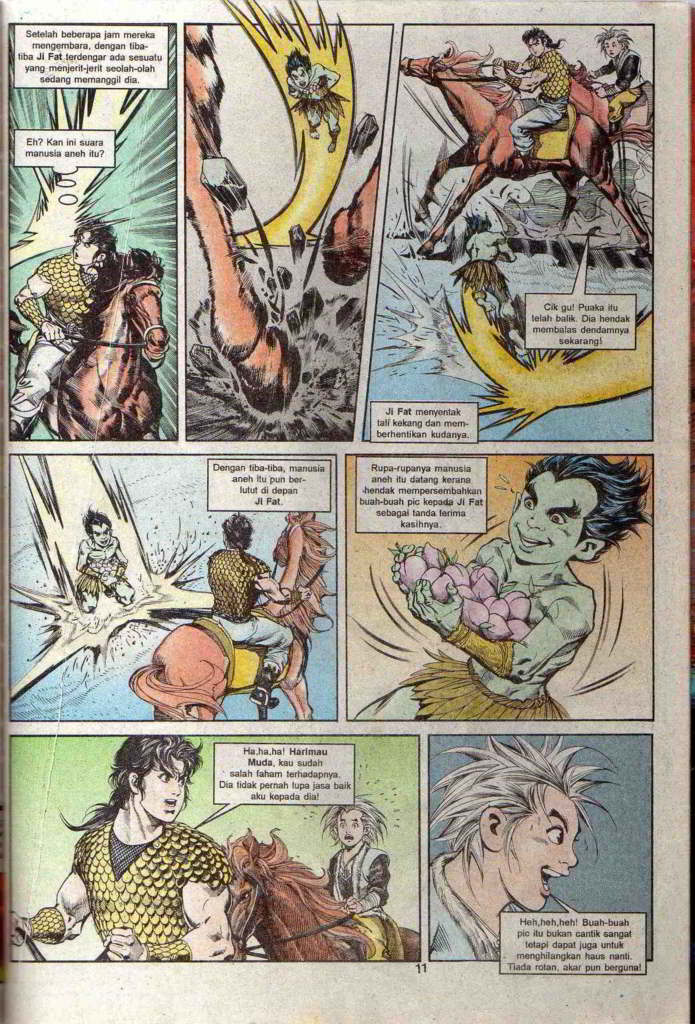 Setelah beberapa jam mereka
mengembara, dengan tiba-
tiba Ji Fat terdengar ada sesuatu
yang menjerit-jerit seolah-olah
sedang memanggil dia.
Eh? Kan ini suara
manusia aneh itu?
Cik gu! Puaka itu
telah balik. Dia hendak
membalas dendamnya
sekarang!
Ji Fat menyentak
tali kekang dan mem-
berhentikan kudanya.
Dengan tiba-tiba, manusia
aneh itu pun ber-
lutut di depan
Ji Fat.
Rupa-rupanya manusia
aneh itu datang kerana
hendak mempersembahkan
buah-buah pic kepada Ji Fat
sebagai tanda terima
kasihnya.
Ha,ha,ha! Harimau
Muda, kau sudah
salah faham terhadapnya.
Dia tidak pernah lupa jasa baik
aku kepada dia!
Heh,heh,heh! Buah-buah
pic itu bukan cantik sangat
tetapi dapat juga untuk
menghilangkan haus nanti.
Tiada rotan, akar pun berguna!
11